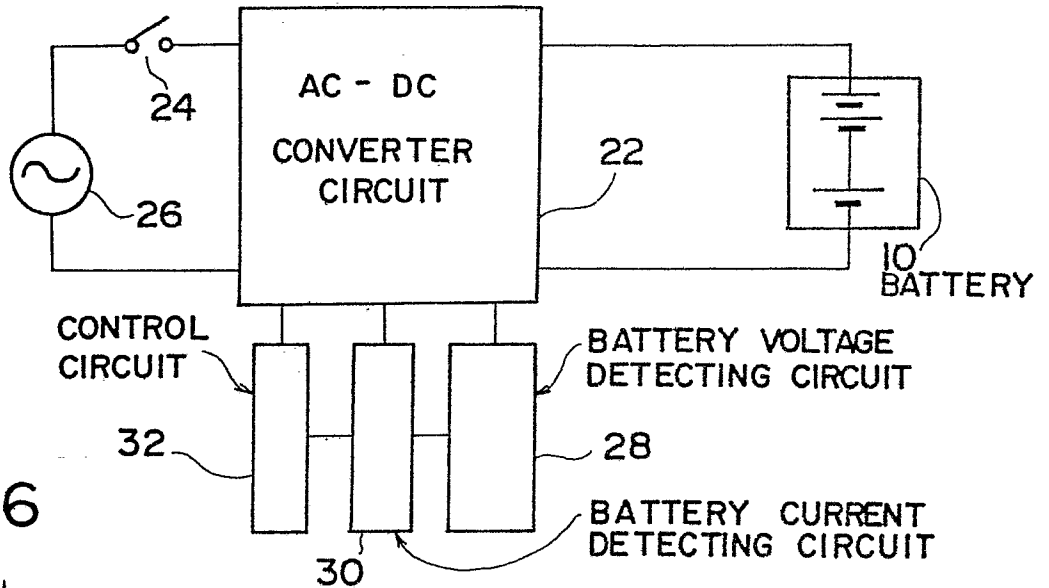 24
AC - DC
CONVERTER
CIRCUIT
22
26
10
BATTERY
CONTROL
CIRCUIT
BATTERY VOLTAGE
DETECTING CIRCUIT
32
28
6
30
BATTERY CURRENT
DETECTING CIRCUIT